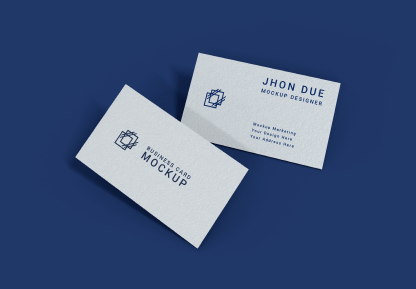 JHON DUE
MOCKUP DESIGNER
Mockup Marketing
Your Design Here
Your Address Here
BUSINESS CARD
MOCKUP